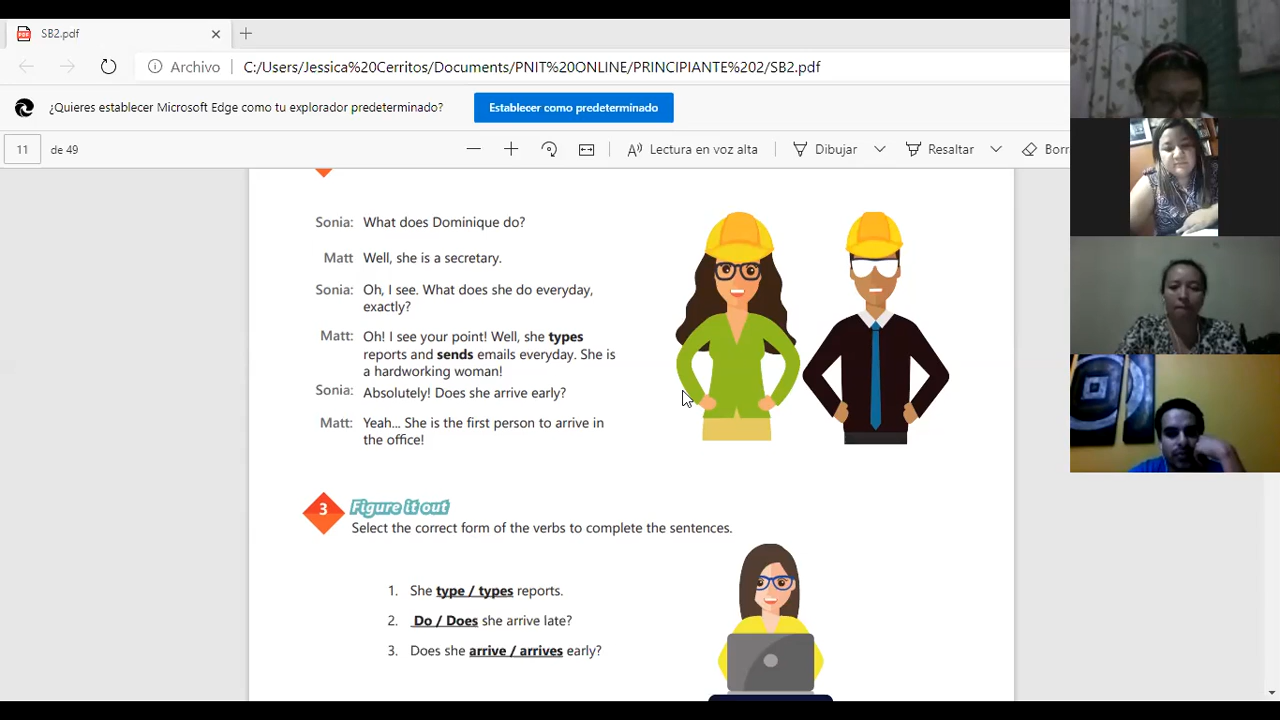 SB2.pdf
Archivo C:/Users/Jessica%20Cerritos/Documents/PNIT%20ONLINE/PRINCIPIANTE%202/SB2.pdf
¿Quieres establecer Microsoft Edge como tu explorador predeterminado? Establecer como predeterminado
11 de 49 Lectura en voz alta Dibujar Resaltar Borr
Sonia: What does Dominique do?
Matt Well, she is a secretary.
Sonia: Oh, I see. What does she do everyday,
exactly?
Matt: Oh! I see your point! Well, she types
reports and sends emails everyday. She is
a hardworking woman!
Sonia: Absolutely! Does she arrive early?
Matt: Yeah... She is the first person to arrive in
the office!
3 Figure it out
Select the correct form of the verbs to complete the sentences.
1. She type / types reports.
2. Do / Does she arrive late?
3. Does she arrive / arrives early?